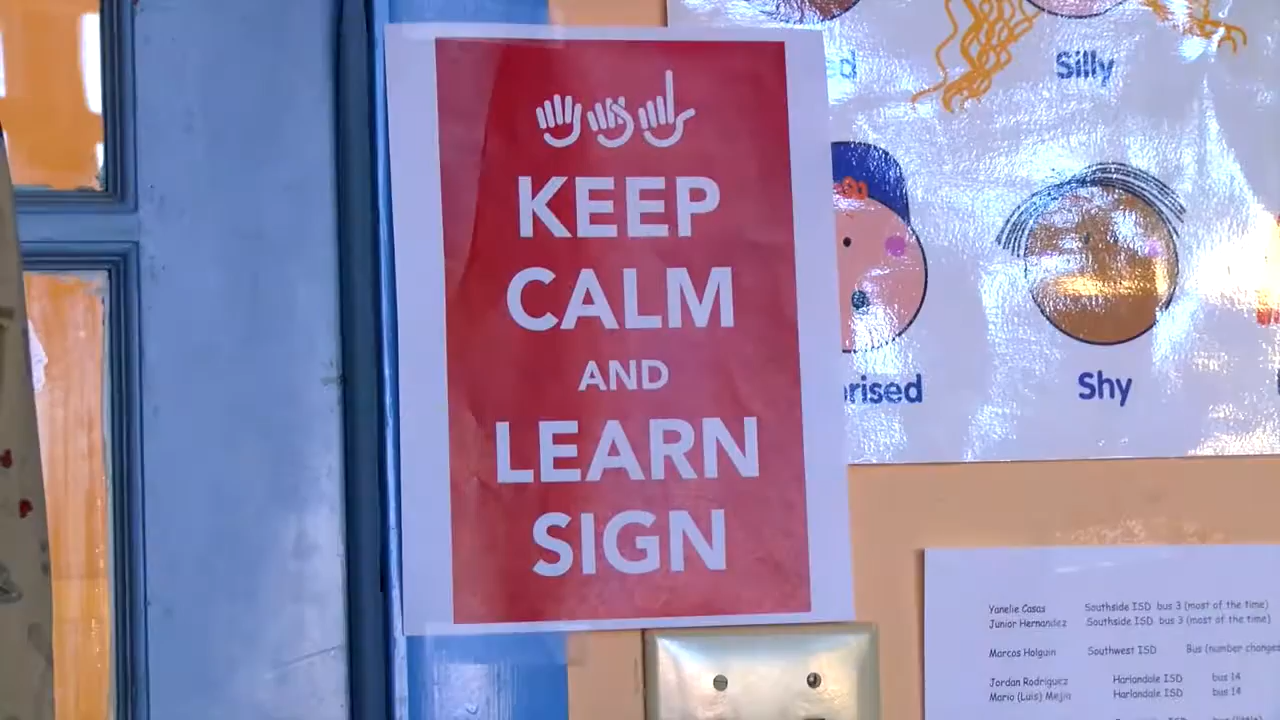 KEEP
CALM
AND
LEARN
SIGN
Silly
Shy
Yanelie Casas Southside ISD bus 3 (most of the time)
Junior Hernandez Southside ISD bus 3 (most of the time)
Marcos Holguin Southwest ISD Bus (number changes
Jordan Rodriguez Harlandale ISD bus 14
Mario (Luis) Mejia Harlandale ISD bus 14